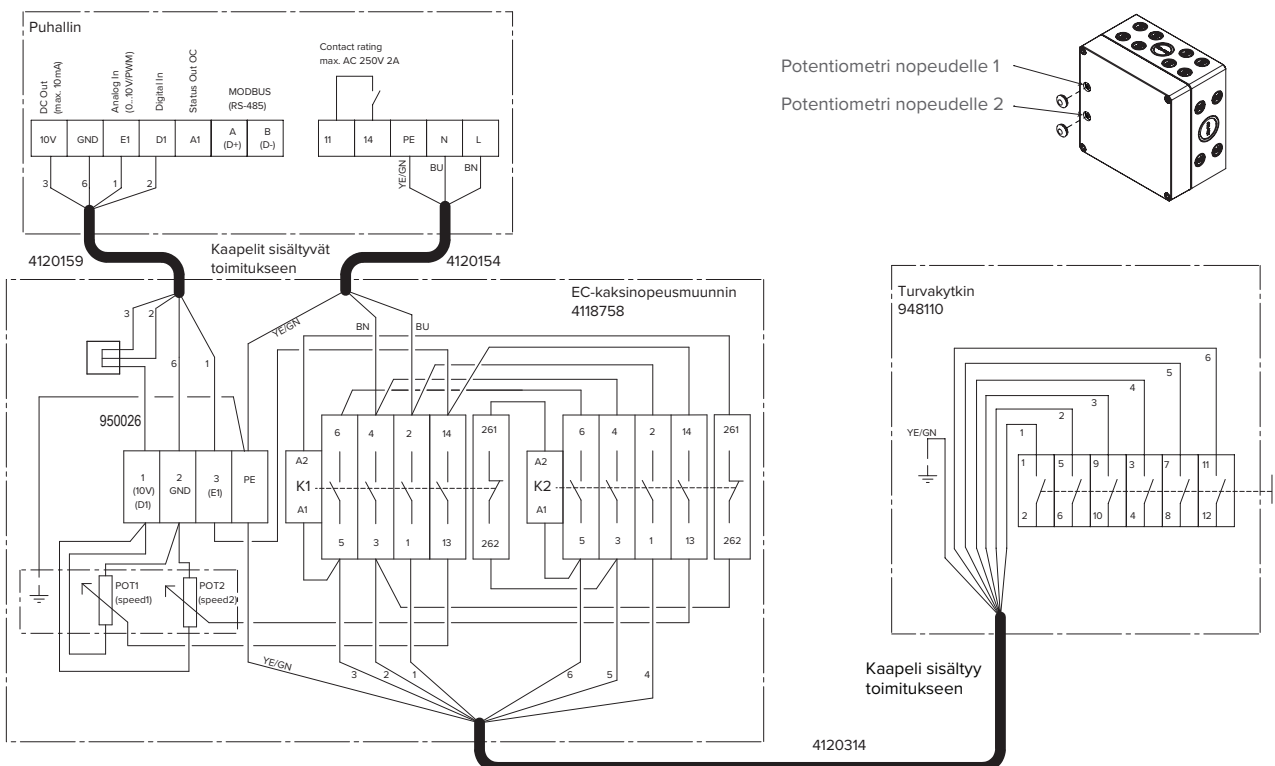 Puhallin
DC Out
(max. 10mA)
Analog In
(0...10V/PWM)
Digital In
Status Out OC
MODBUS
(RS-485)
Contact rating
max. AC 250V 2A
10V
GND
E1
D1
A1
A
(D+)
B
(D-)
11
14
PE
N
L
3
6
1
2
YE/GN
BU
BN
Potentiometri nopeudelle 1
Potentiometri nopeudelle 2
4120159
Kaapelit sisältyvät
toimitukseen
4120154
EC-kaksinopeusmuunnin
4118758
3
2
6
1
YE/GN
BN
BU
950026
1
(10V)
(D1)
2
GND
3
(E1)
PE
A2
K1
A1
6
4
2
14
261
5
3
1
13
262
A2
K2
A1
6
4
2
14
261
5
3
1
13
262
POT1
(speed1)
POT2
(speed2)
YE/GN
3
2
1
6
5
4
Turvakytkin
948110
6
5
4
3
2
1
YE/GN
1
5
9
3
7
11
2
6
10
4
8
12
Kaapeli sisältyy
toimitukseen
4120314